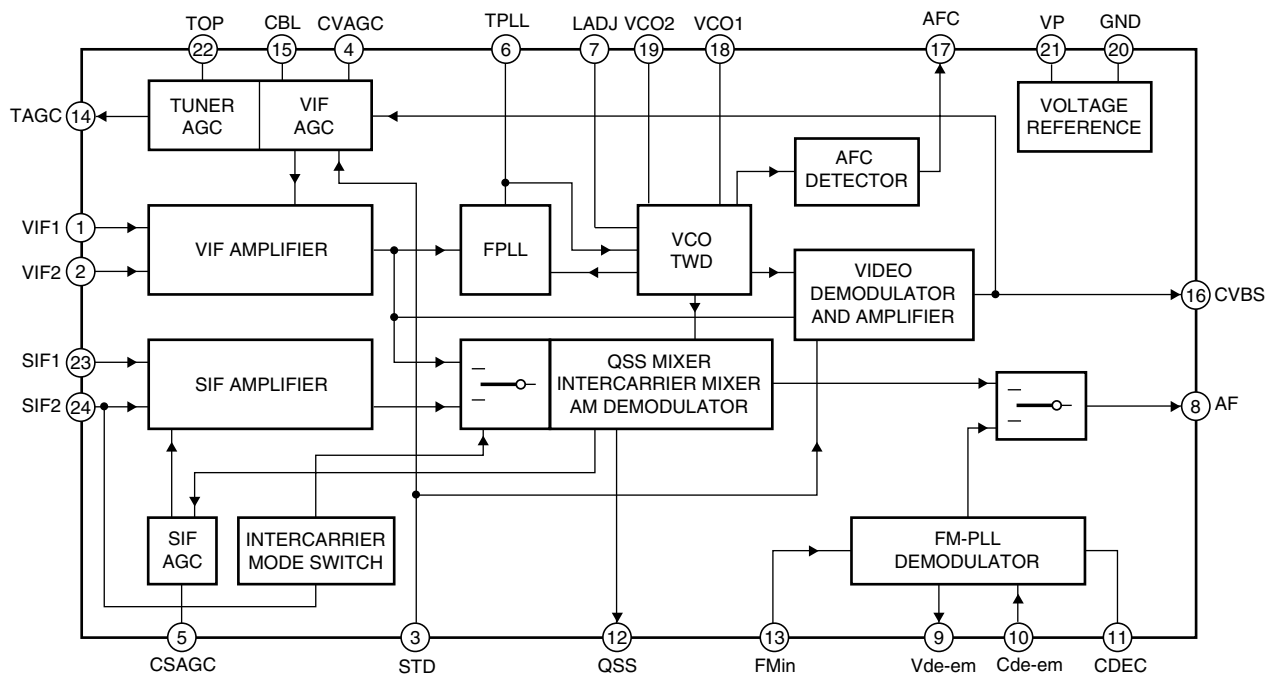 TOP CBL CVAGC TPLL LADJ VCO2 VCO1 AFC VP GND
22 15 4 6 7 19 18 17 21 20
TAGC 14
TUNER
AGC
VIF
AGC
VOLTAGE
REFERENCE
AFC
DETECTOR
VIF1 1
VIF2 2
VIF AMPLIFIER
FPLL
VCO
TWD
VIDEO
DEMODULATOR
AND AMPLIFIER
16 CVBS
SIF1 23
SIF2 24
SIF AMPLIFIER
QSS MIXER
INTERCARRIER MIXER
AM DEMODULATOR
8 AF
SIF
AGC
INTERCARRIER
MODE SWITCH
FM-PLL
DEMODULATOR
5 3 12 13 9 10 11
CSAGC STD QSS FMin Vde-em Cde-em CDEC